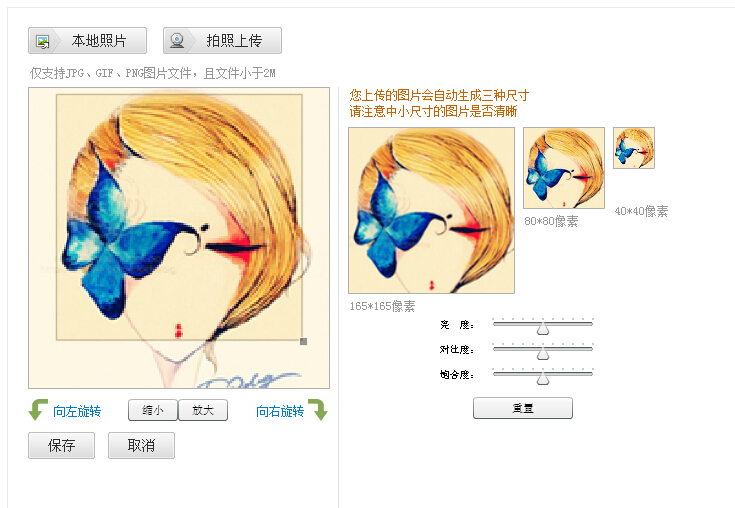 本地照片 拍照上传
仅支持JPG、GIF、PNG图片文件，且文件小于2M
您上传的图片会自动生成三种尺寸
请注意中小尺寸的图片是否清晰
80*80像素
40*40像素
165*165像素
亮 度：
对比度：
饱合度：
重置
向左旋转 缩小 放大 向右旋转
保存 取消